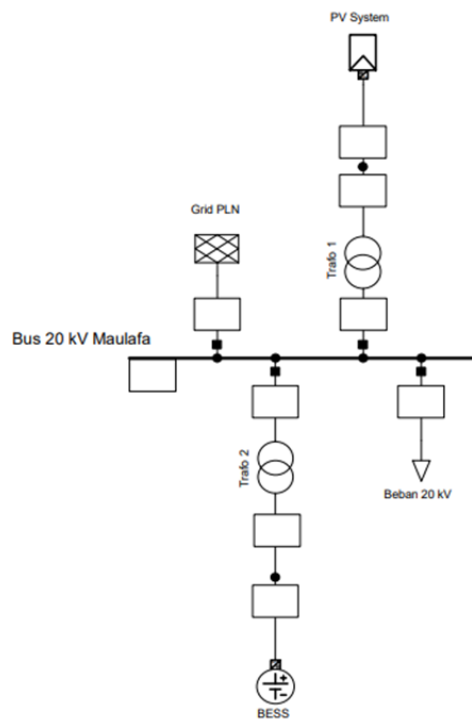 PV System
Grid PLN
Trafo 1
Bus 20 kV Maulafa
Trafo 2
Beban 20 kV
BESS